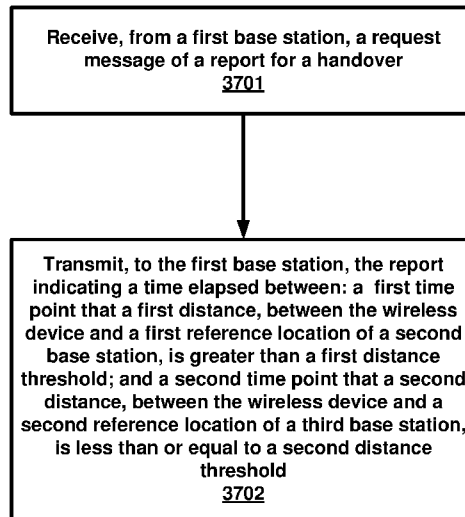 Receive, from a first base station, a request
message of a report for a handover
3701
Transmit, to the first base station, the report
indicating a time elapsed between: a first time
point that a first distance, between the wireless
device and a first reference location of a second
base station, is greater than a first distance
threshold; and a second time point that a second
distance, between the wireless device and a
second reference location of a third base station,
is less than or equal to a second distance
threshold
3702